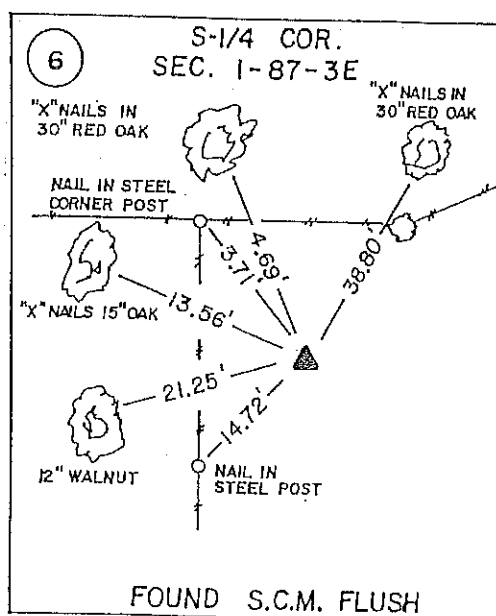 6
S-1/4 COR.
SEC. 1-87-3E
"X" NAILS IN
30" RED OAK
"X" NAILS IN
30" RED OAK
NAIL IN STEEL
CORNER POST
4.69'
3.71'
38.80'
13.56'
"X" NAILS 15" OAK
21.25'
14.72'
12" WALNUT
NAIL IN
STEEL POST
FOUND S.C.M. FLUSH